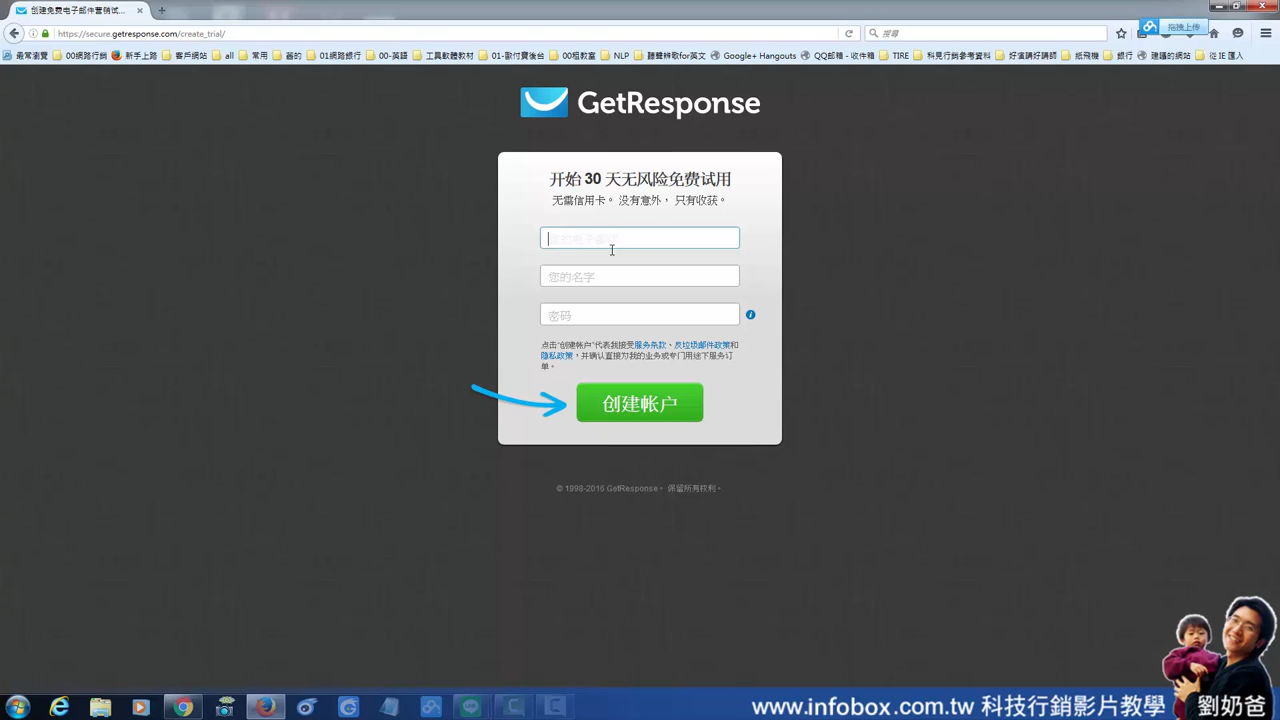 创建免费电子邮件营销试...
https://secure.getresponse.com/create_trial/
搜尋
拖拽上传
最常瀏覽 00網路行銷 新手上路 客戶網站 all 常用 舊的 01網路銀行 00-英語 工具軟體教材 01-歐付寶後台 00租教室 NLP 聽聲辨歌for英文 Google+ Hangouts QQ邮箱 - 收件箱 TIRE 科見行銷參考資料 好演講好講師 紙飛機 銀行 建議的網站 從 IE 匯入
GetResponse
开始 30 天无风险免费试用
无需信用卡。 没有意外， 只有收获。
您的名字
密码
点击“创建帐户”代表我接受服务条款、反垃圾邮件政策和
隐私政策，并确认直接为我的业务或专门用途下服务订
单。
创建帐户
© 1998-2016 GetResponse。 保留所有权利。
www.infobox.com.tw 科技行銷影片教學
劉奶爸